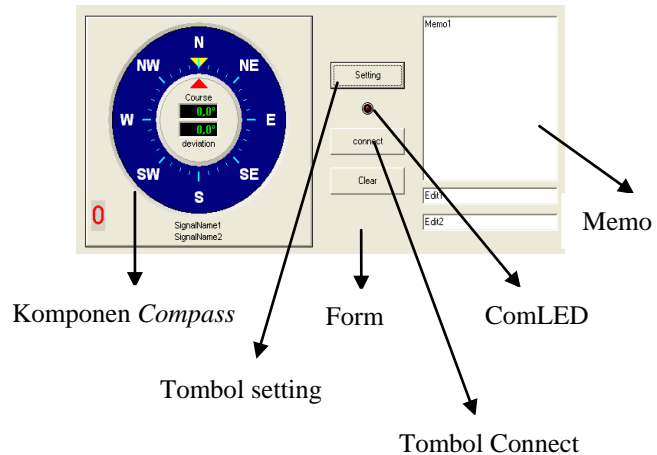 N
NW
NE
Course
0.0°
W
E
0.0°
deviation
SW
SE
S
0
SignalName1
SignalName2
Setting
connect
Clear
Memo1
Edit1
Edit2
Memo
Komponen Compass
Form
ComLED
Tombol setting
Tombol Connect